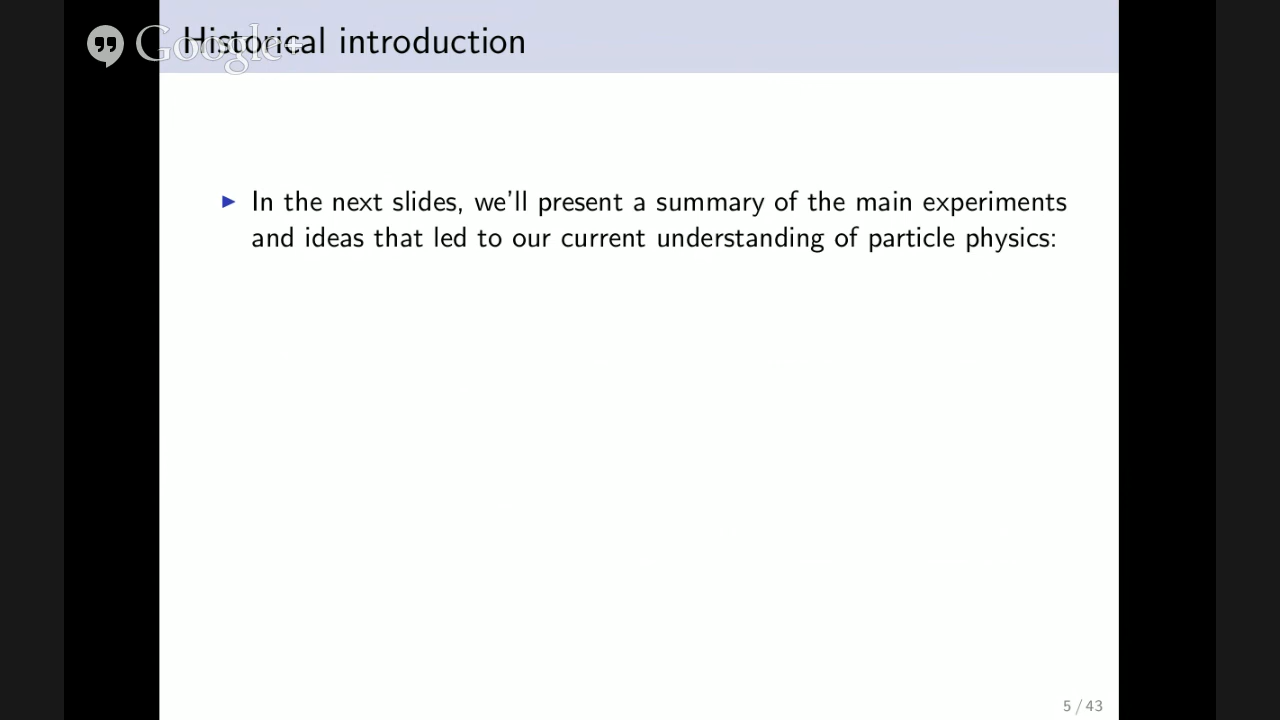 Google+
Historical introduction
In the next slides, we'll present a summary of the main experiments
and ideas that led to our current understanding of particle physics:
5 / 43